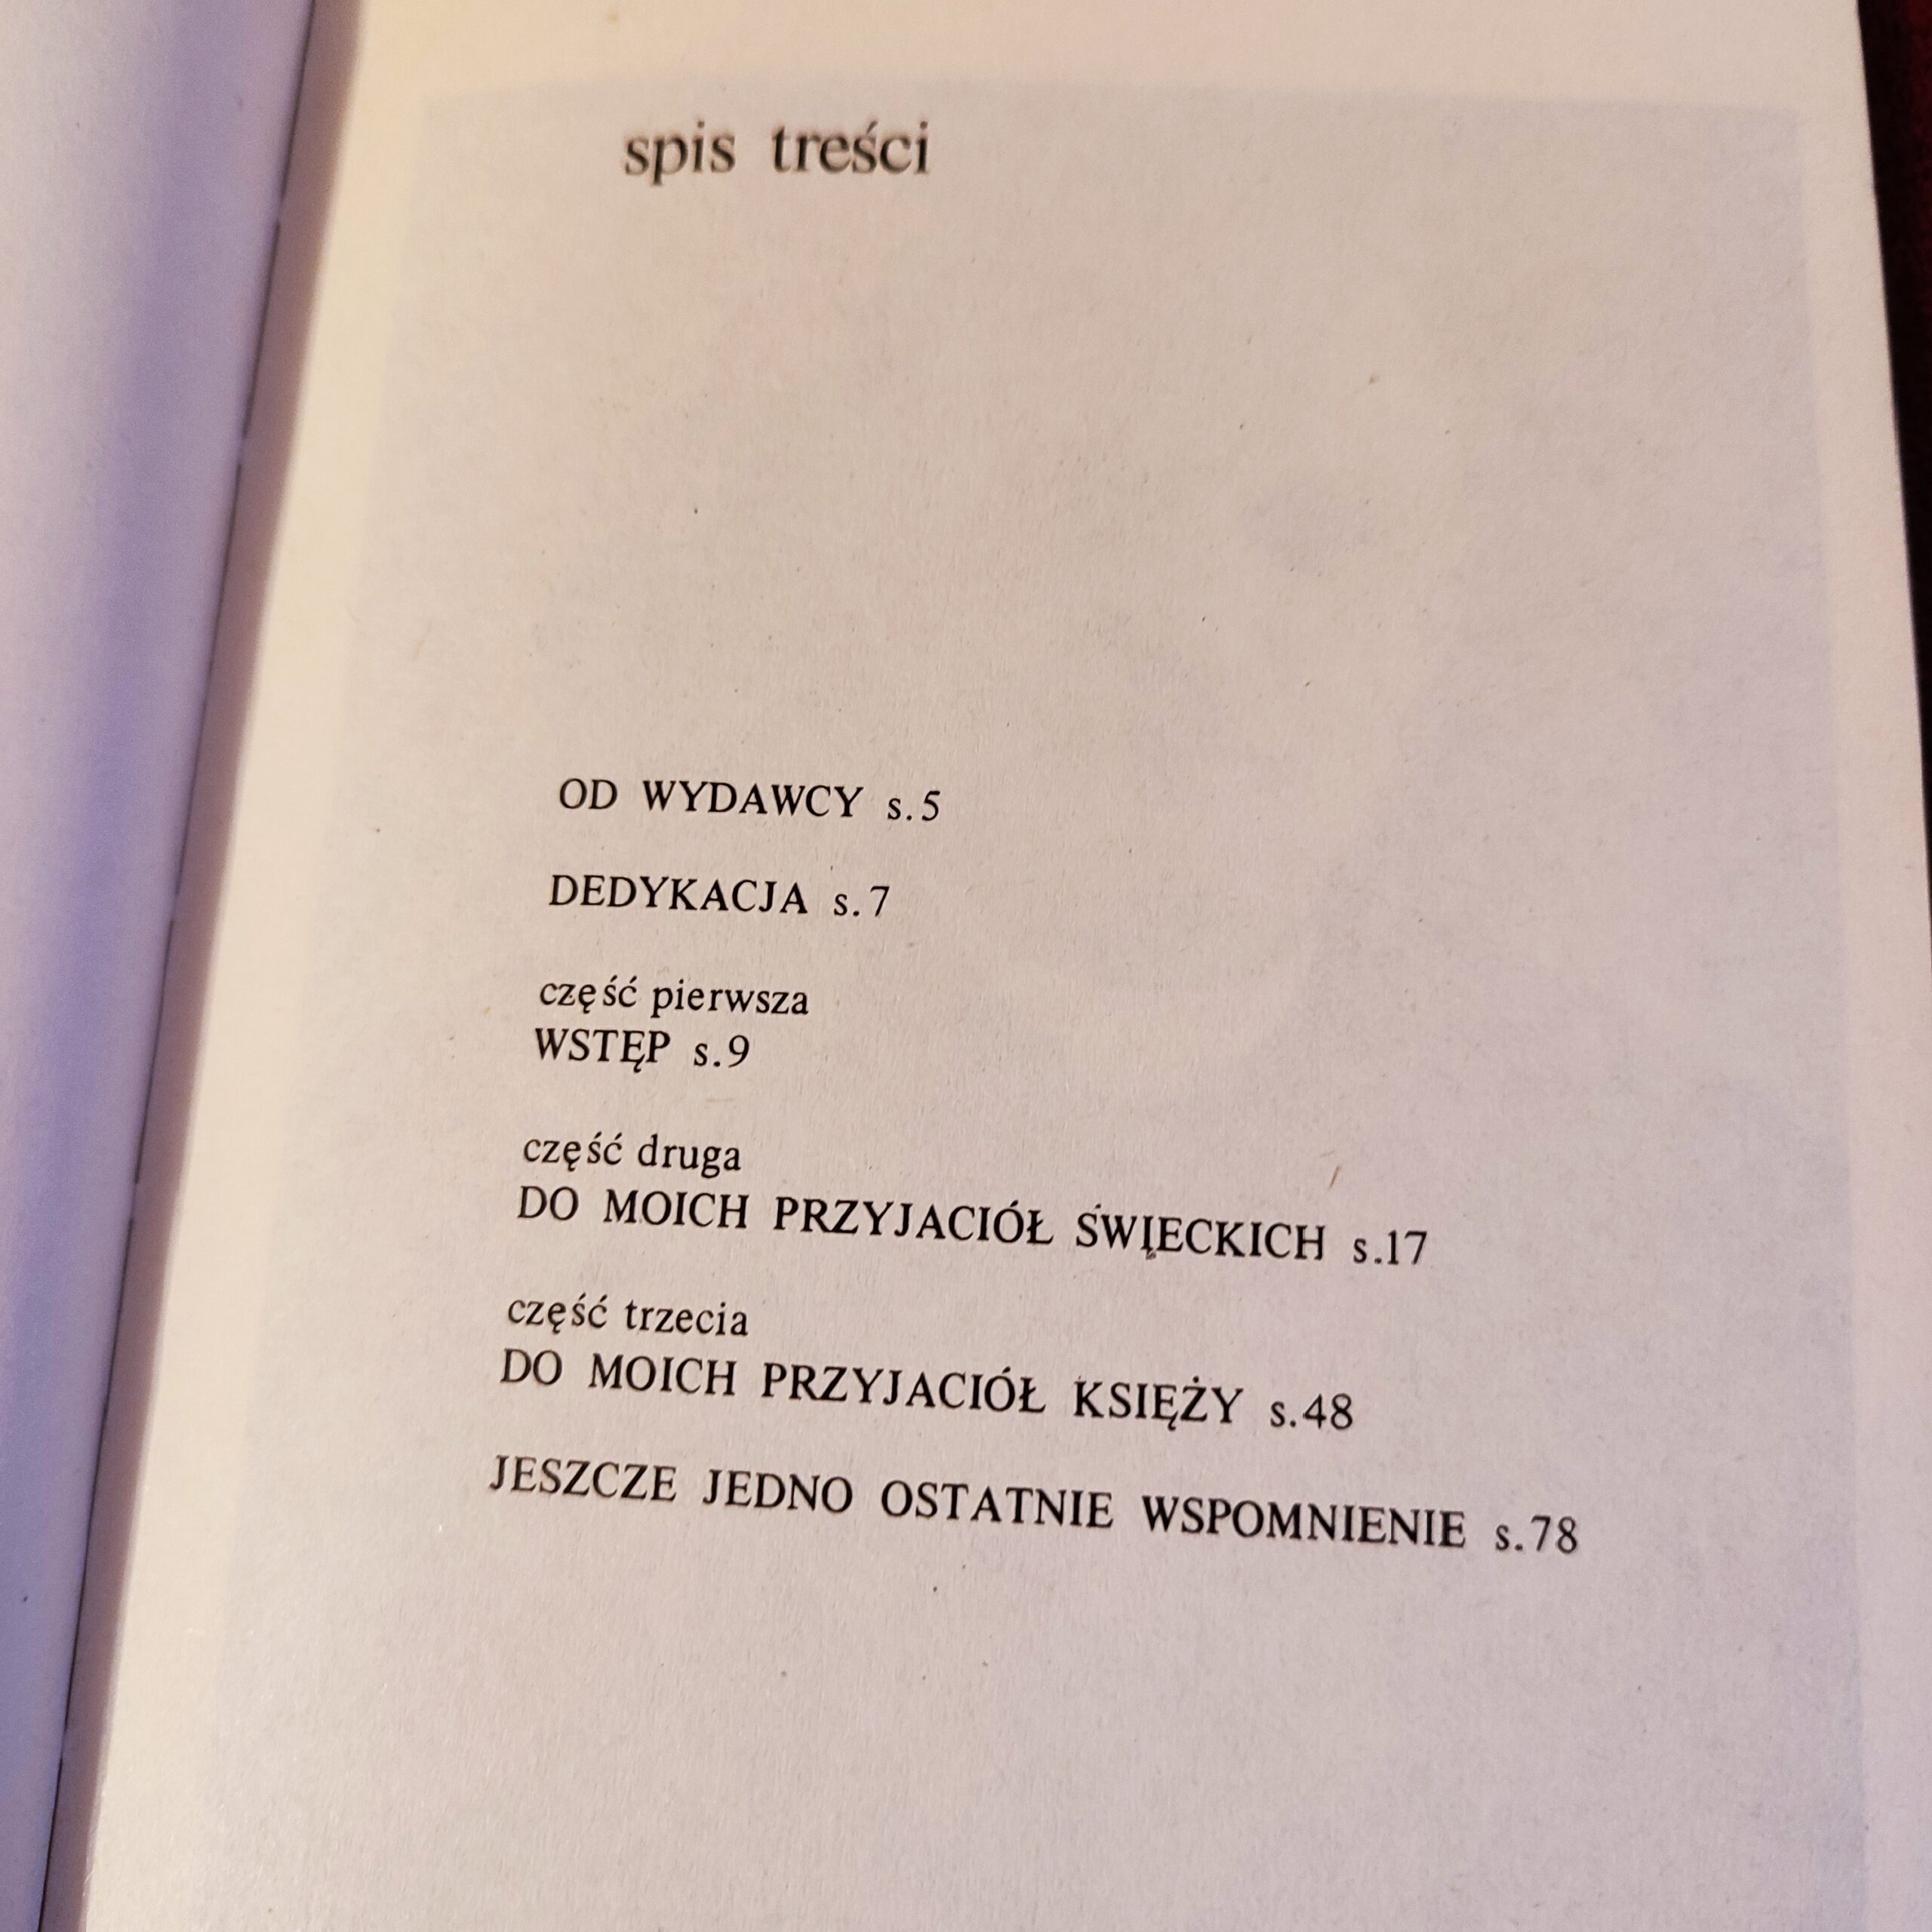 spis treści
OD WYDAWCY s.5
DEDYKACJA s.7
część pierwsza
WSTĘP s.9
część druga
DO MOICH PRZYJACIÓŁ ŚWIĘCKICH s.17
część trzecia
DO MOICH PRZYJACIÓŁ KSIĘŻY s.48
JESZCZE JEDNO OSTATNIE WSPOMNIENIE s.78